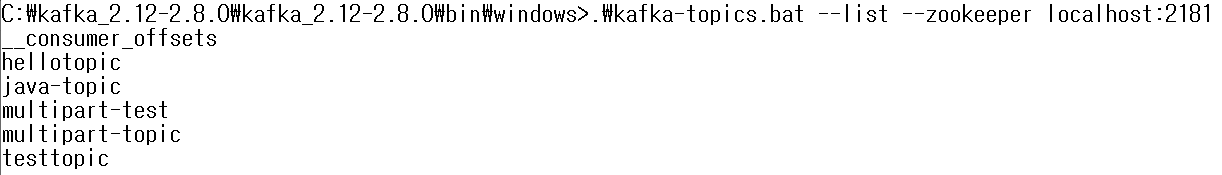 C:₩kafka_2.12-2.8.0₩kafka_2.12-2.8.0₩bin₩windows>.₩kafka-topics.bat --list --zookeeper localhost:2181
__consumer_offsets
hellotopic
java-topic
multipart-test
multipart-topic
testtopic